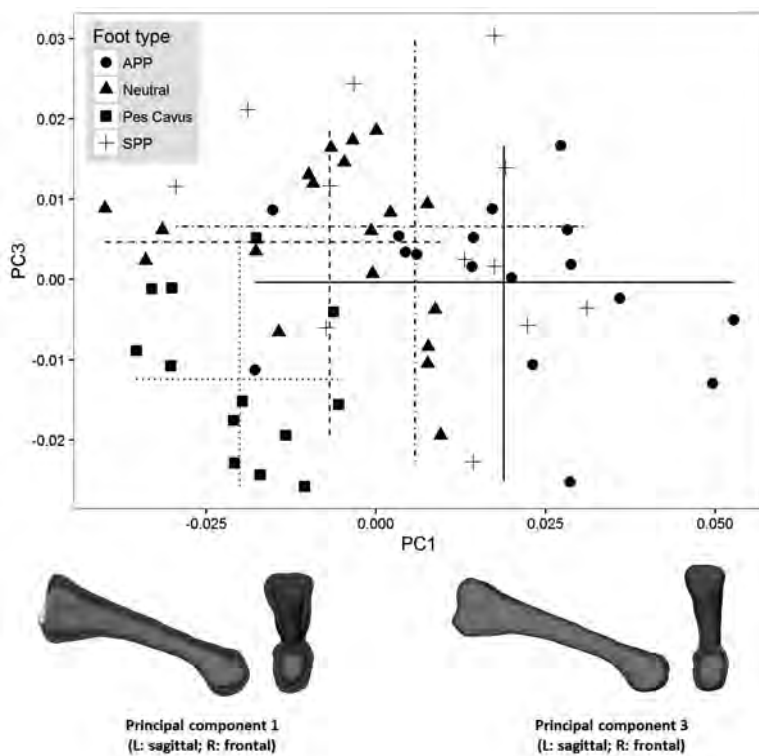 Foot type
APP
Neutral
Pes Cavus
SPP
0.03
0.02
0.01
0.00
-0.01
-0.02
PC3
-0.025
0.000
0.025
0.050
PC1
Principal component 1
(L: sagittal; R: frontal)
Principal component 3
(L: sagittal; R: frontal)